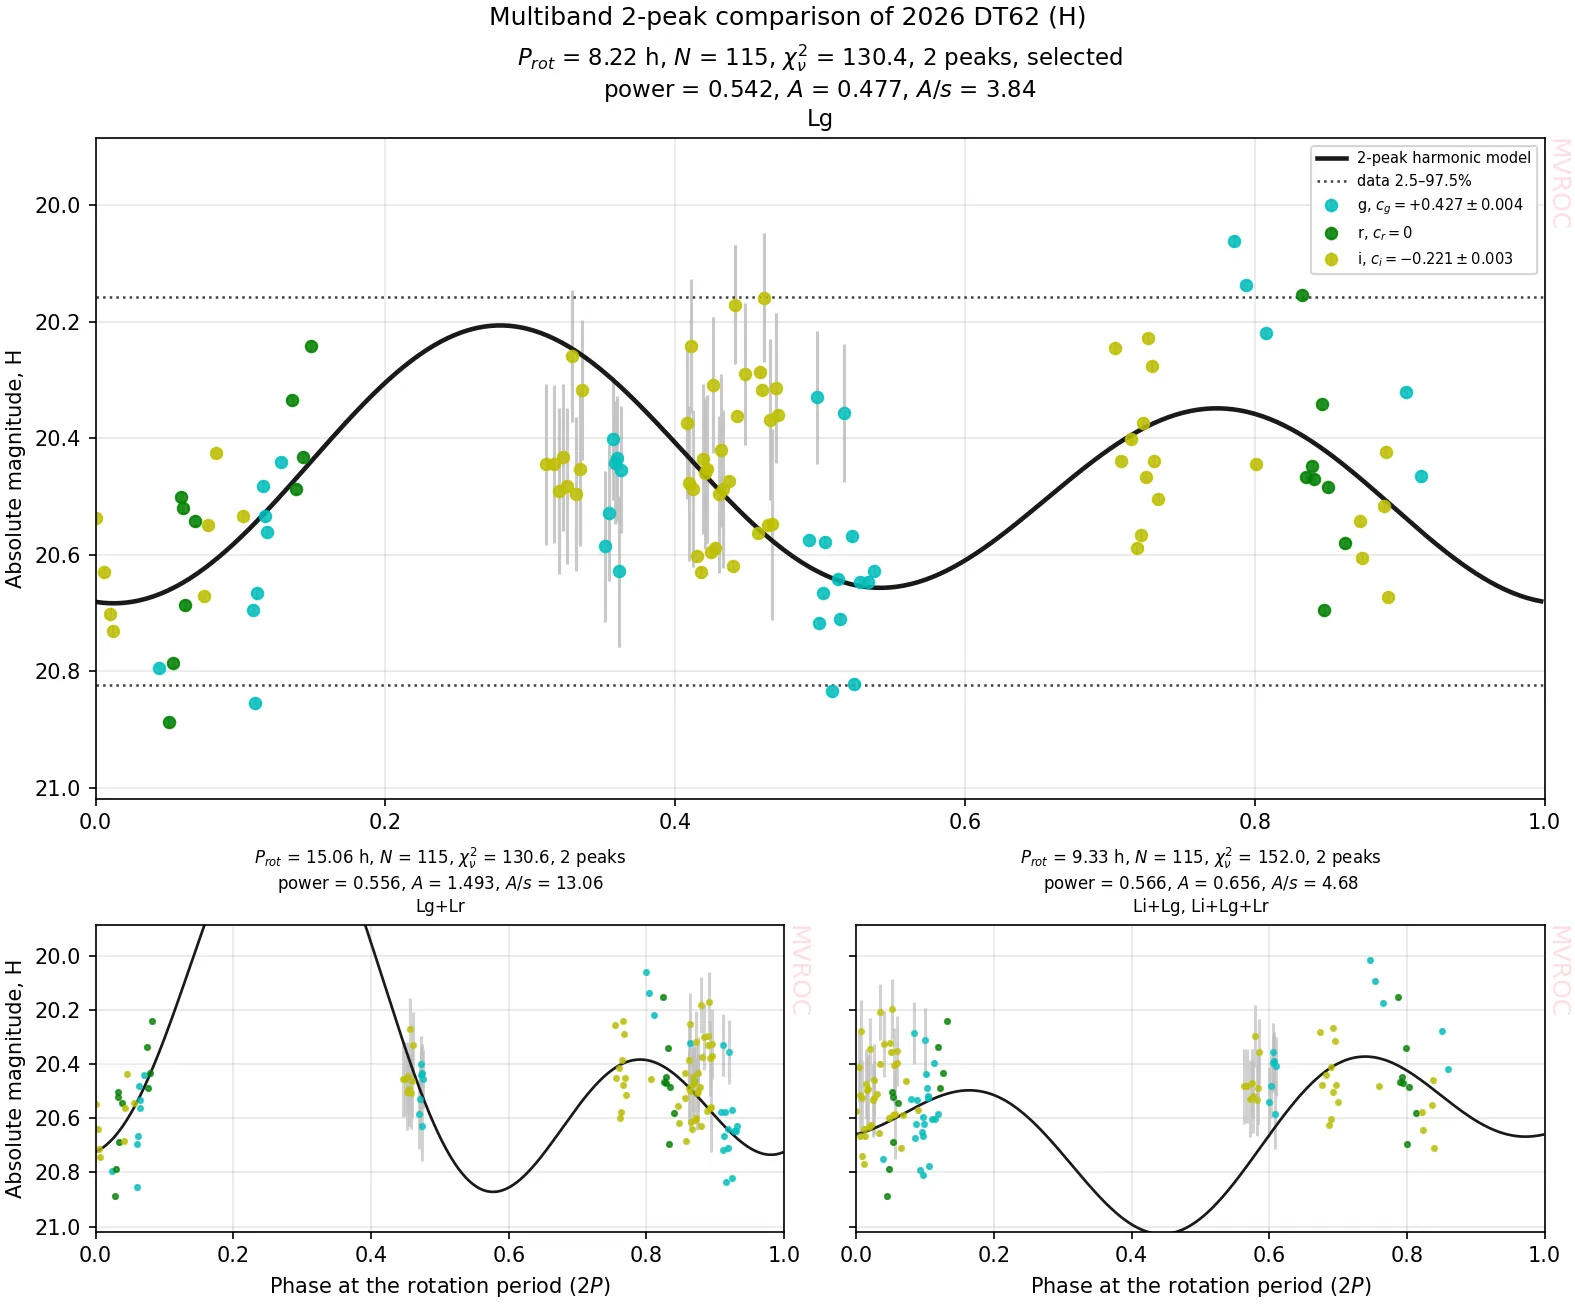 Multiband 2-peak comparison of 2026 DT62 (H)
P_rot = 8.22 h, N = 115, χ²_ν = 130.4, 2 peaks, selected
power = 0.542, A = 0.477, A/s = 3.84
Lg
2-peak harmonic model
data 2.5–97.5%
g, c_g = +0.427 ± 0.004
r, c_r = 0
i, c_i = −0.221 ± 0.003
MVROC
Absolute magnitude, H
20.0
20.2
20.4
20.6
20.8
21.0
0.0 0.2 0.4 0.6 0.8 1.0
P_rot = 15.06 h, N = 115, χ²_ν = 130.6, 2 peaks
power = 0.556, A = 1.493, A/s = 13.06
Lg+Lr
MVROC
Absolute magnitude, H
20.0
20.2
20.4
20.6
20.8
21.0
0.0 0.2 0.4 0.6 0.8 1.0
Phase at the rotation period (2P)
P_rot = 9.33 h, N = 115, χ²_ν = 152.0, 2 peaks
power = 0.566, A = 0.656, A/s = 4.68
Li+Lg, Li+Lg+Lr
MVROC
0.0 0.2 0.4 0.6 0.8 1.0
Phase at the rotation period (2P)